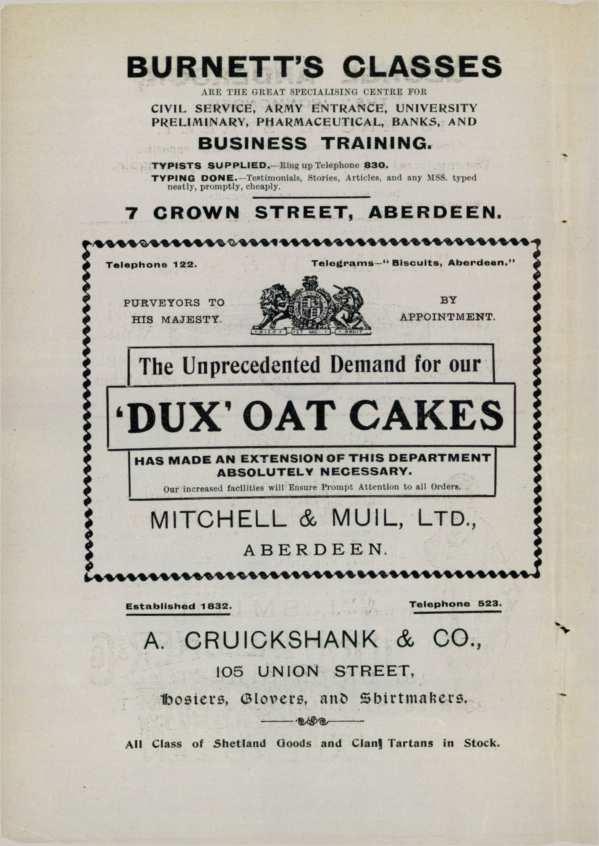 BURNETT'S CLASSES
ARE THE GREAT SPECIALISING CENTRE FOR
CIVIL SERVICE, ARMY ENTRANCE, UNIVERSITY
PRELIMINARY, PHARMACEUTICAL, BANKS, AND
BUSINESS TRAINING.
TYPISTS SUPPLIED.—Ring up Telephone 830.
TYPING DONE.—Testimonials, Stories, Articles, and any MSS. typed
neatly, promptly, cheaply.
7 CROWN STREET, ABERDEEN.
Telephone 122.
Telegrams—"Biscuits, Aberdeen."
PURVEYORS TO
HIS MAJESTY.
BY
APPOINTMENT.
The Unprecedented Demand for our
'DUX' OAT CAKES
HAS MADE AN EXTENSION OF THIS DEPARTMENT
ABSOLUTELY NECESSARY.
Our increased facilities will Ensure Prompt Attention to all Orders.
MITCHELL & MUIL, LTD.,
ABERDEEN.
Established 1832.
Telephone 523.
A. CRUICKSHANK & CO.,
105 UNION STREET,
Hosiers, Glovers, and Shirtmakers.
All Class of Shetland Goods and Clan Tartans in Stock.